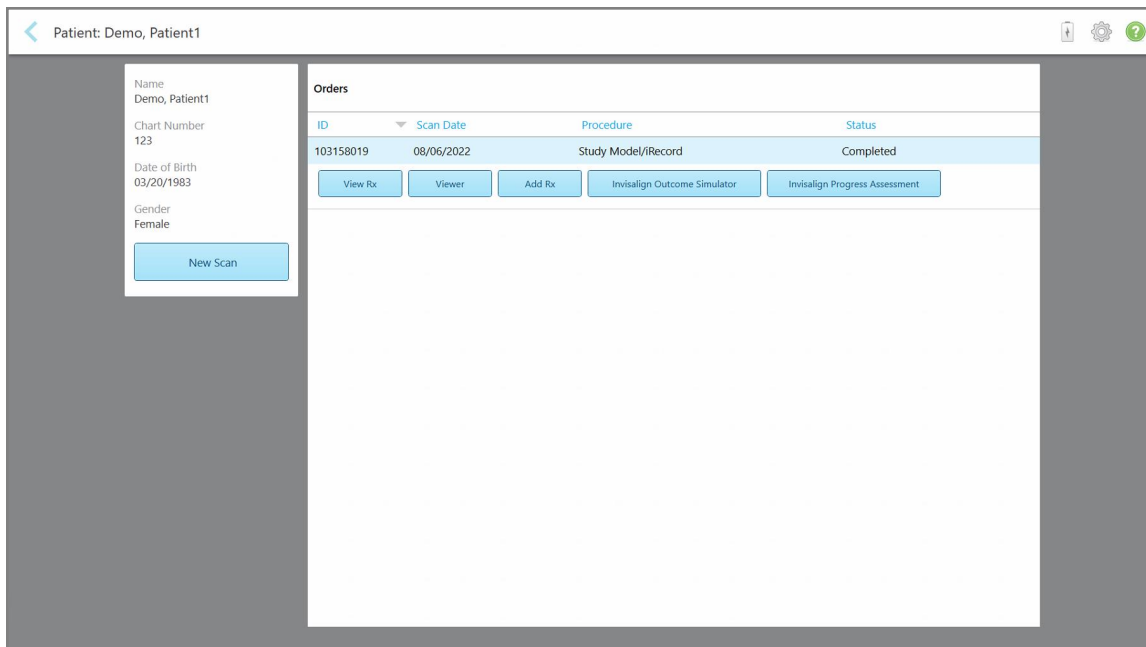 Patient: Demo, Patient1
?
Name
Demo, Patient1
Chart Number
123
Date of Birth
03/20/1983
Gender
Female
New Scan
Orders
ID Scan Date Procedure Status
103158019 08/06/2022 Study Model/iRecord Completed
View Rx Viewer Add Rx Invisalign Outcome Simulator Invisalign Progress Assessment